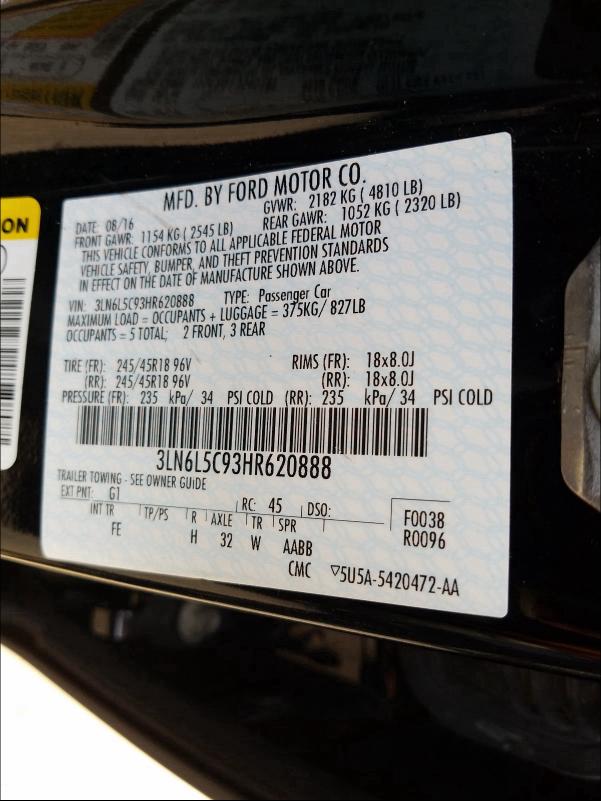 MFD. BY FORD MOTOR CO.
DATE: 08/16 GVWR: 2182 KG ( 4810 LB)
FRONT GAWR: 1154 KG ( 2545 LB) REAR GAWR: 1052 KG ( 2320 LB)
THIS VEHICLE CONFORMS TO ALL APPLICABLE FEDERAL MOTOR
VEHICLE SAFETY, BUMPER, AND THEFT PREVENTION STANDARDS
IN EFFECT ON THE DATE OF MANUFACTURE SHOWN ABOVE.
VIN: 3LN6L5C93HR620888 TYPE: Passenger Car
MAXIMUM LOAD = OCCUPANTS + LUGGAGE = 375KG/ 827LB
OCCUPANTS = 5 TOTAL; 2 FRONT, 3 REAR
TIRE (FR): 245/45R18 96V RIMS (FR): 18x8.0J
(RR): 245/45R18 96V (RR): 18x8.0J
PRESSURE (FR): 235 kPa/ 34 PSI COLD (RR): 235 kPa/ 34 PSI COLD
3LN6L5C93HR620888
TRAILER TOWING - SEE OWNER GUIDE
EXT PNT: G1 RC: 45 DSO:
INT TR TP/PS R AXLE TR SPR F0038
FE H 32 W AABB R0096
CMC ▽5U5A-5420472-AA
ON